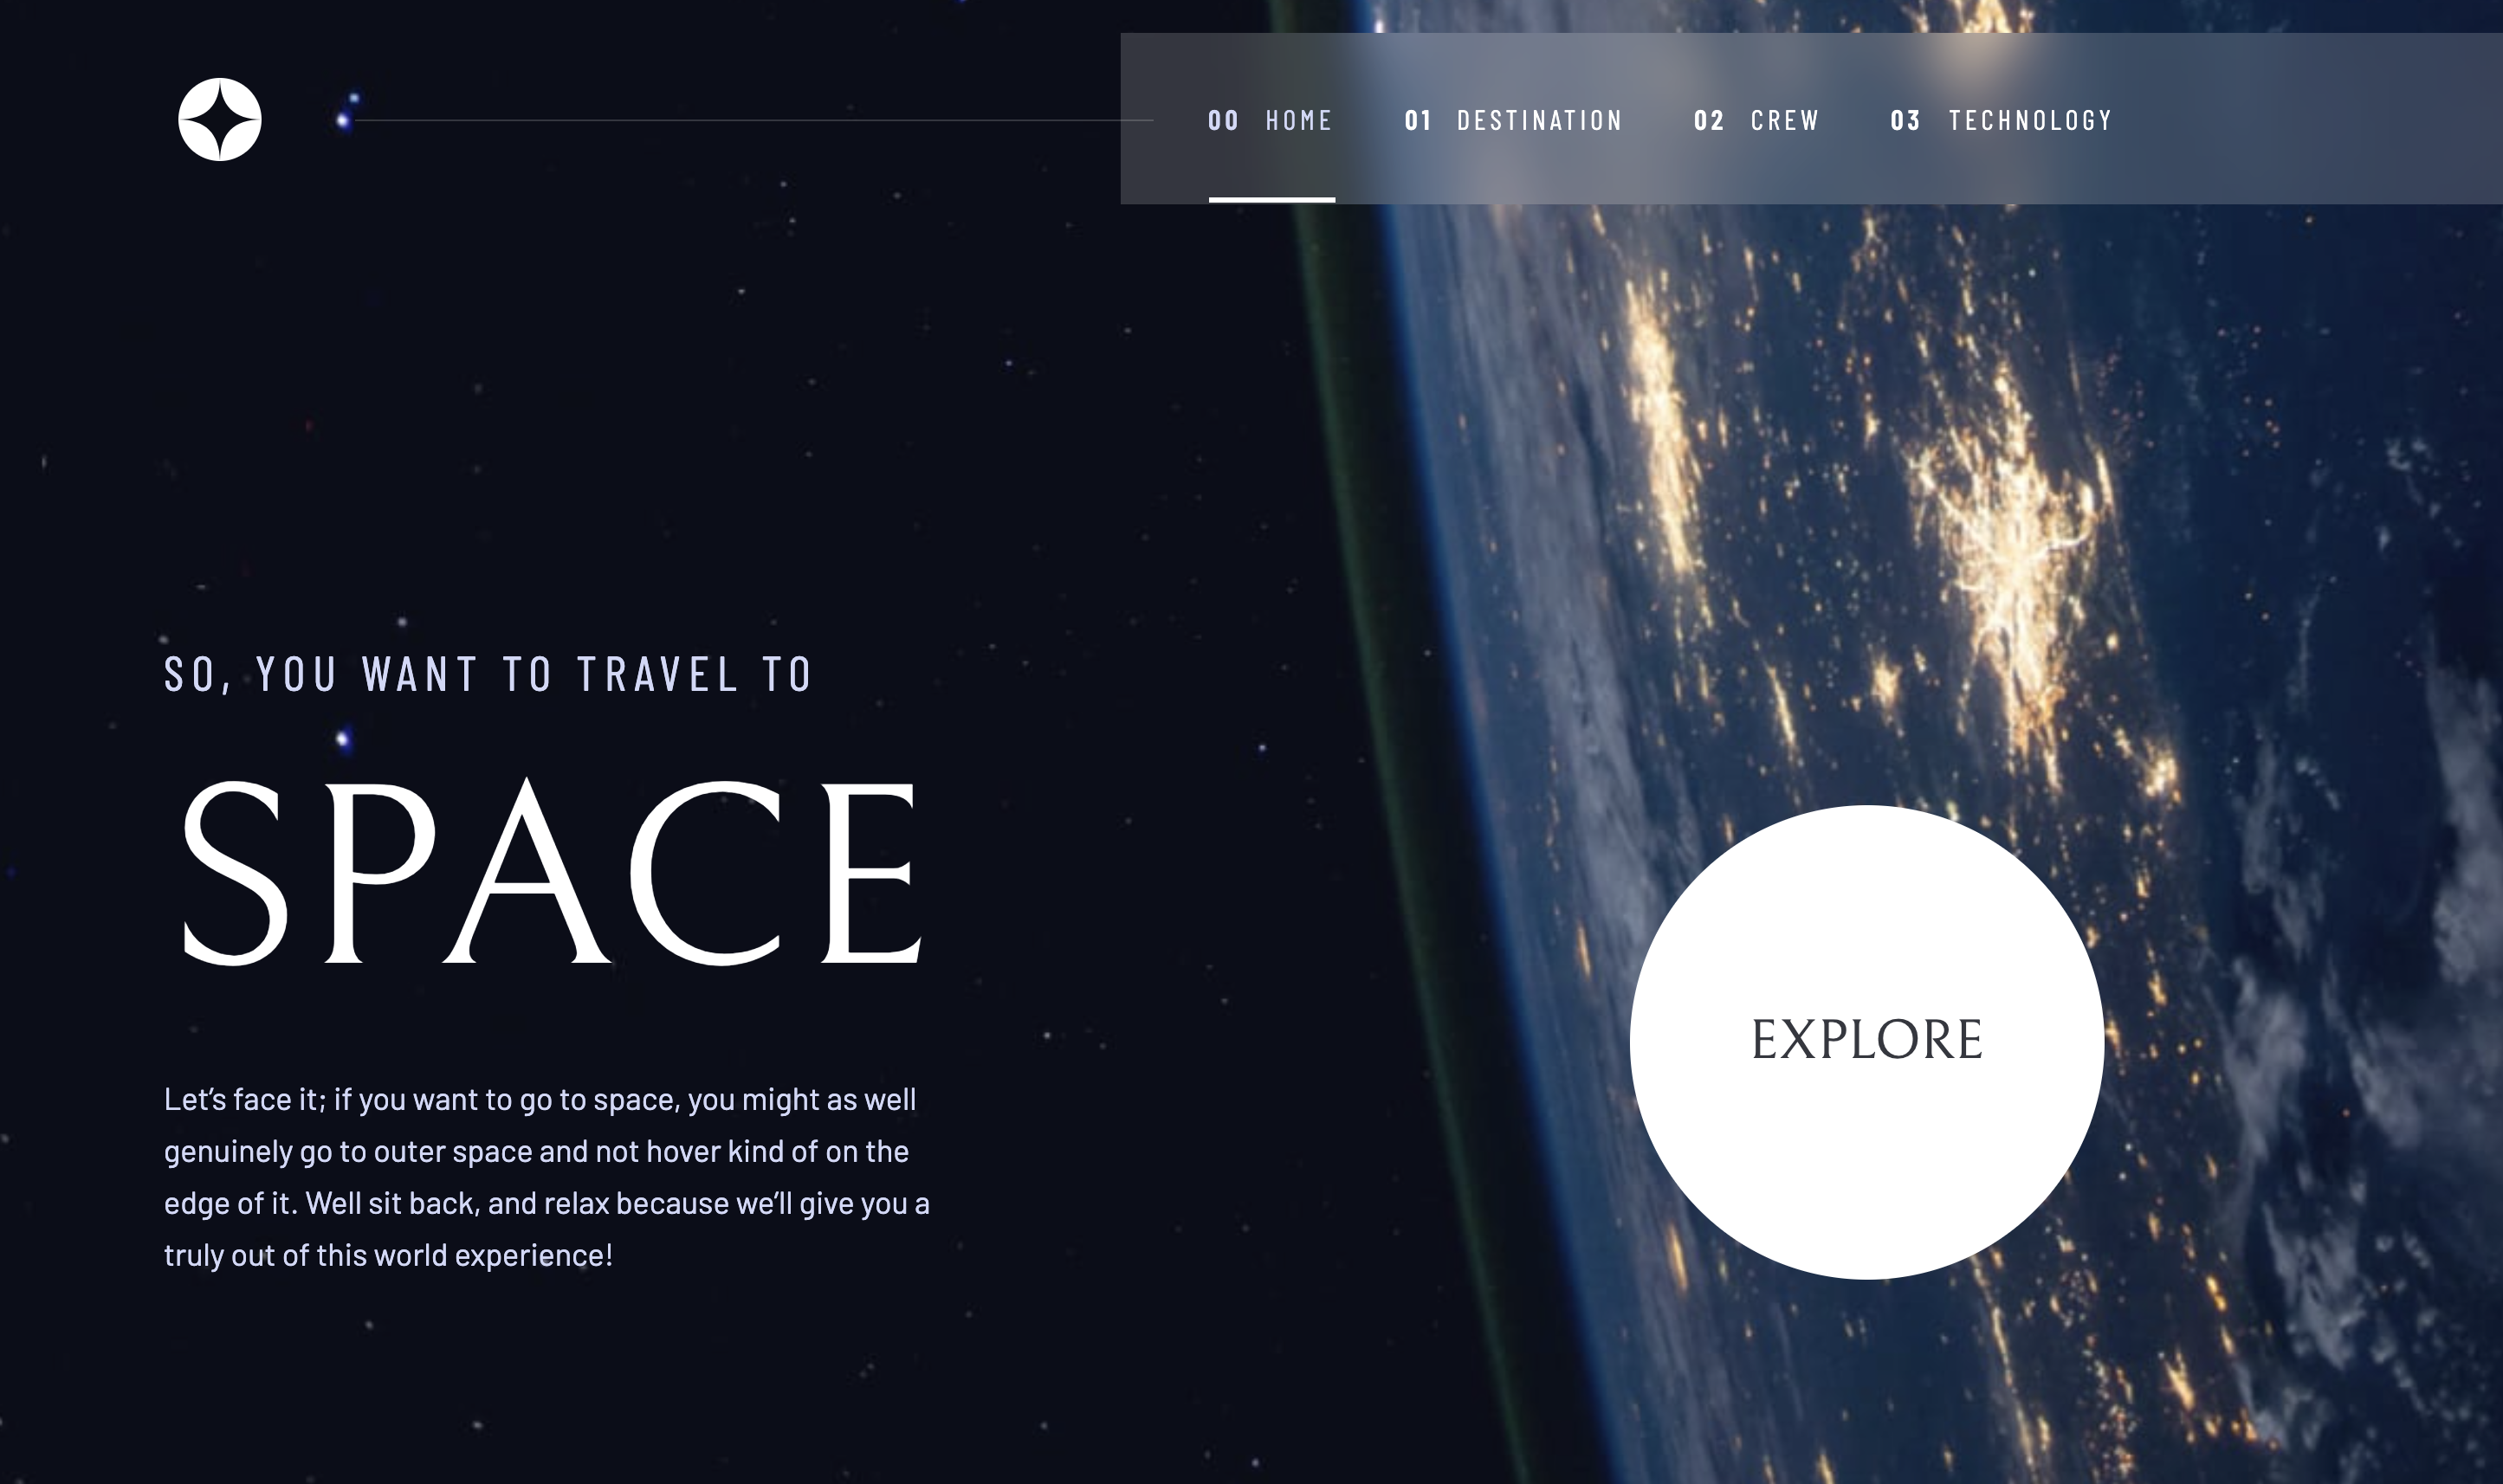 00 HOME 01 DESTINATION 02 CREW 03 TECHNOLOGY
SO, YOU WANT TO TRAVEL TO
SPACE
Let’s face it; if you want to go to space, you might as well
genuinely go to outer space and not hover kind of on the
edge of it. Well sit back, and relax because we’ll give you a
truly out of this world experience!
EXPLORE